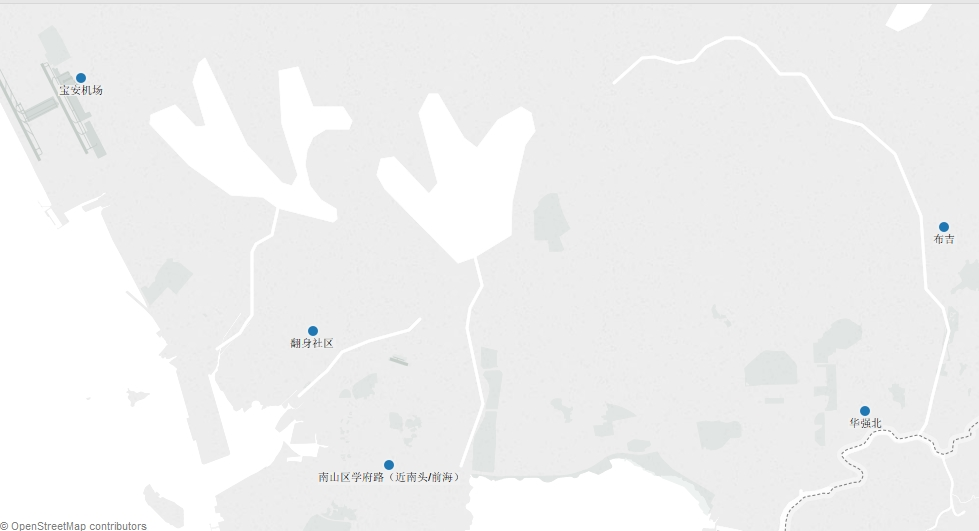 宝安机场
布吉
翻身社区
华强北
南山区学府路（近南头/前海）
© OpenStreetMap contributors